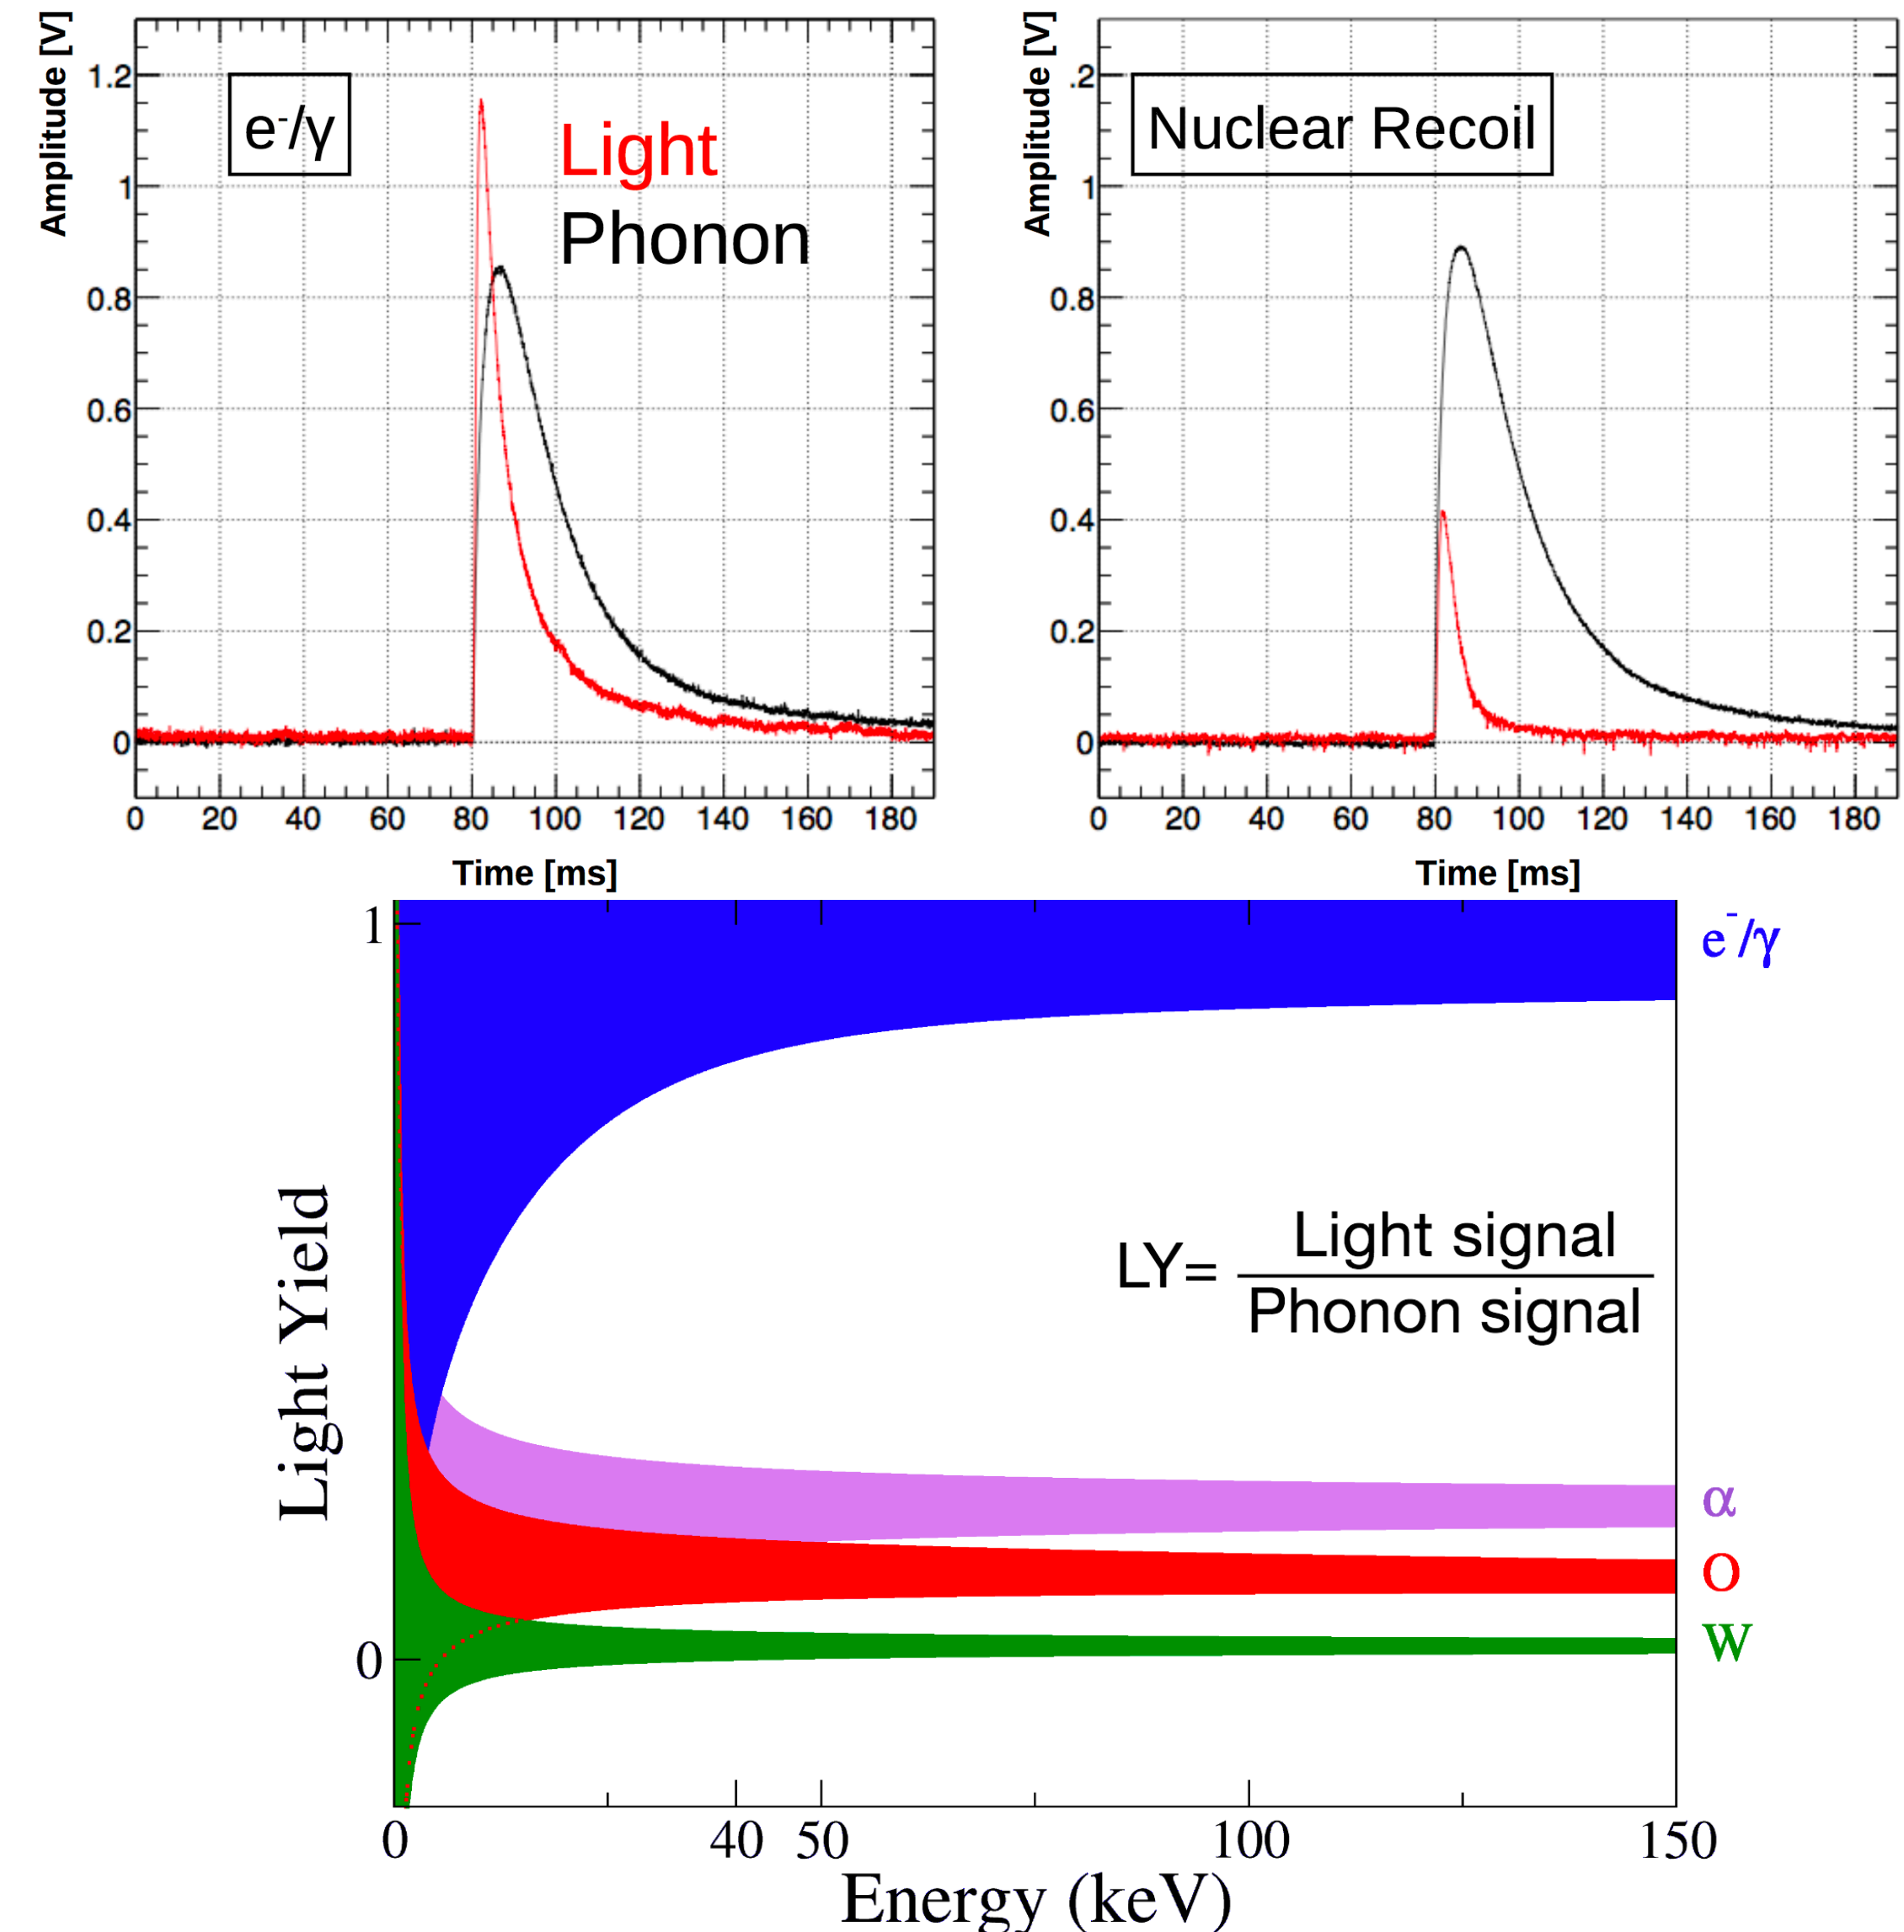 Amplitude [V]
1.2
1
0.8
0.6
0.4
0.2
0
e-/γ
Light
Phonon
0 20 40 60 80 100 120 140 160 180
Time [ms]
Amplitude [V]
.2
1
0.8
0.6
0.4
0.2
0
Nuclear Recoil
0 20 40 60 80 100 120 140 160 180
Time [ms]
Light Yield
1
0
e-/γ
LY= Light signal
Phonon signal
α
O
W
0 40 50 100 150
Energy (keV)